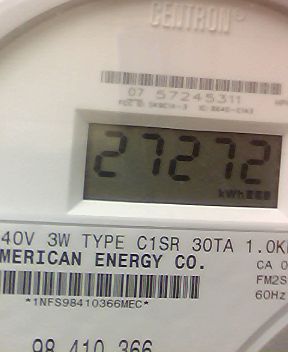 CENTRON®
07 57245311
27272
kWh
40V 3W TYPE C1SR 30TA 1.0K
MERICAN ENERGY CO.
CA 0
FM2S
60Hz
*1NFS98410366MEC*
98 410 366